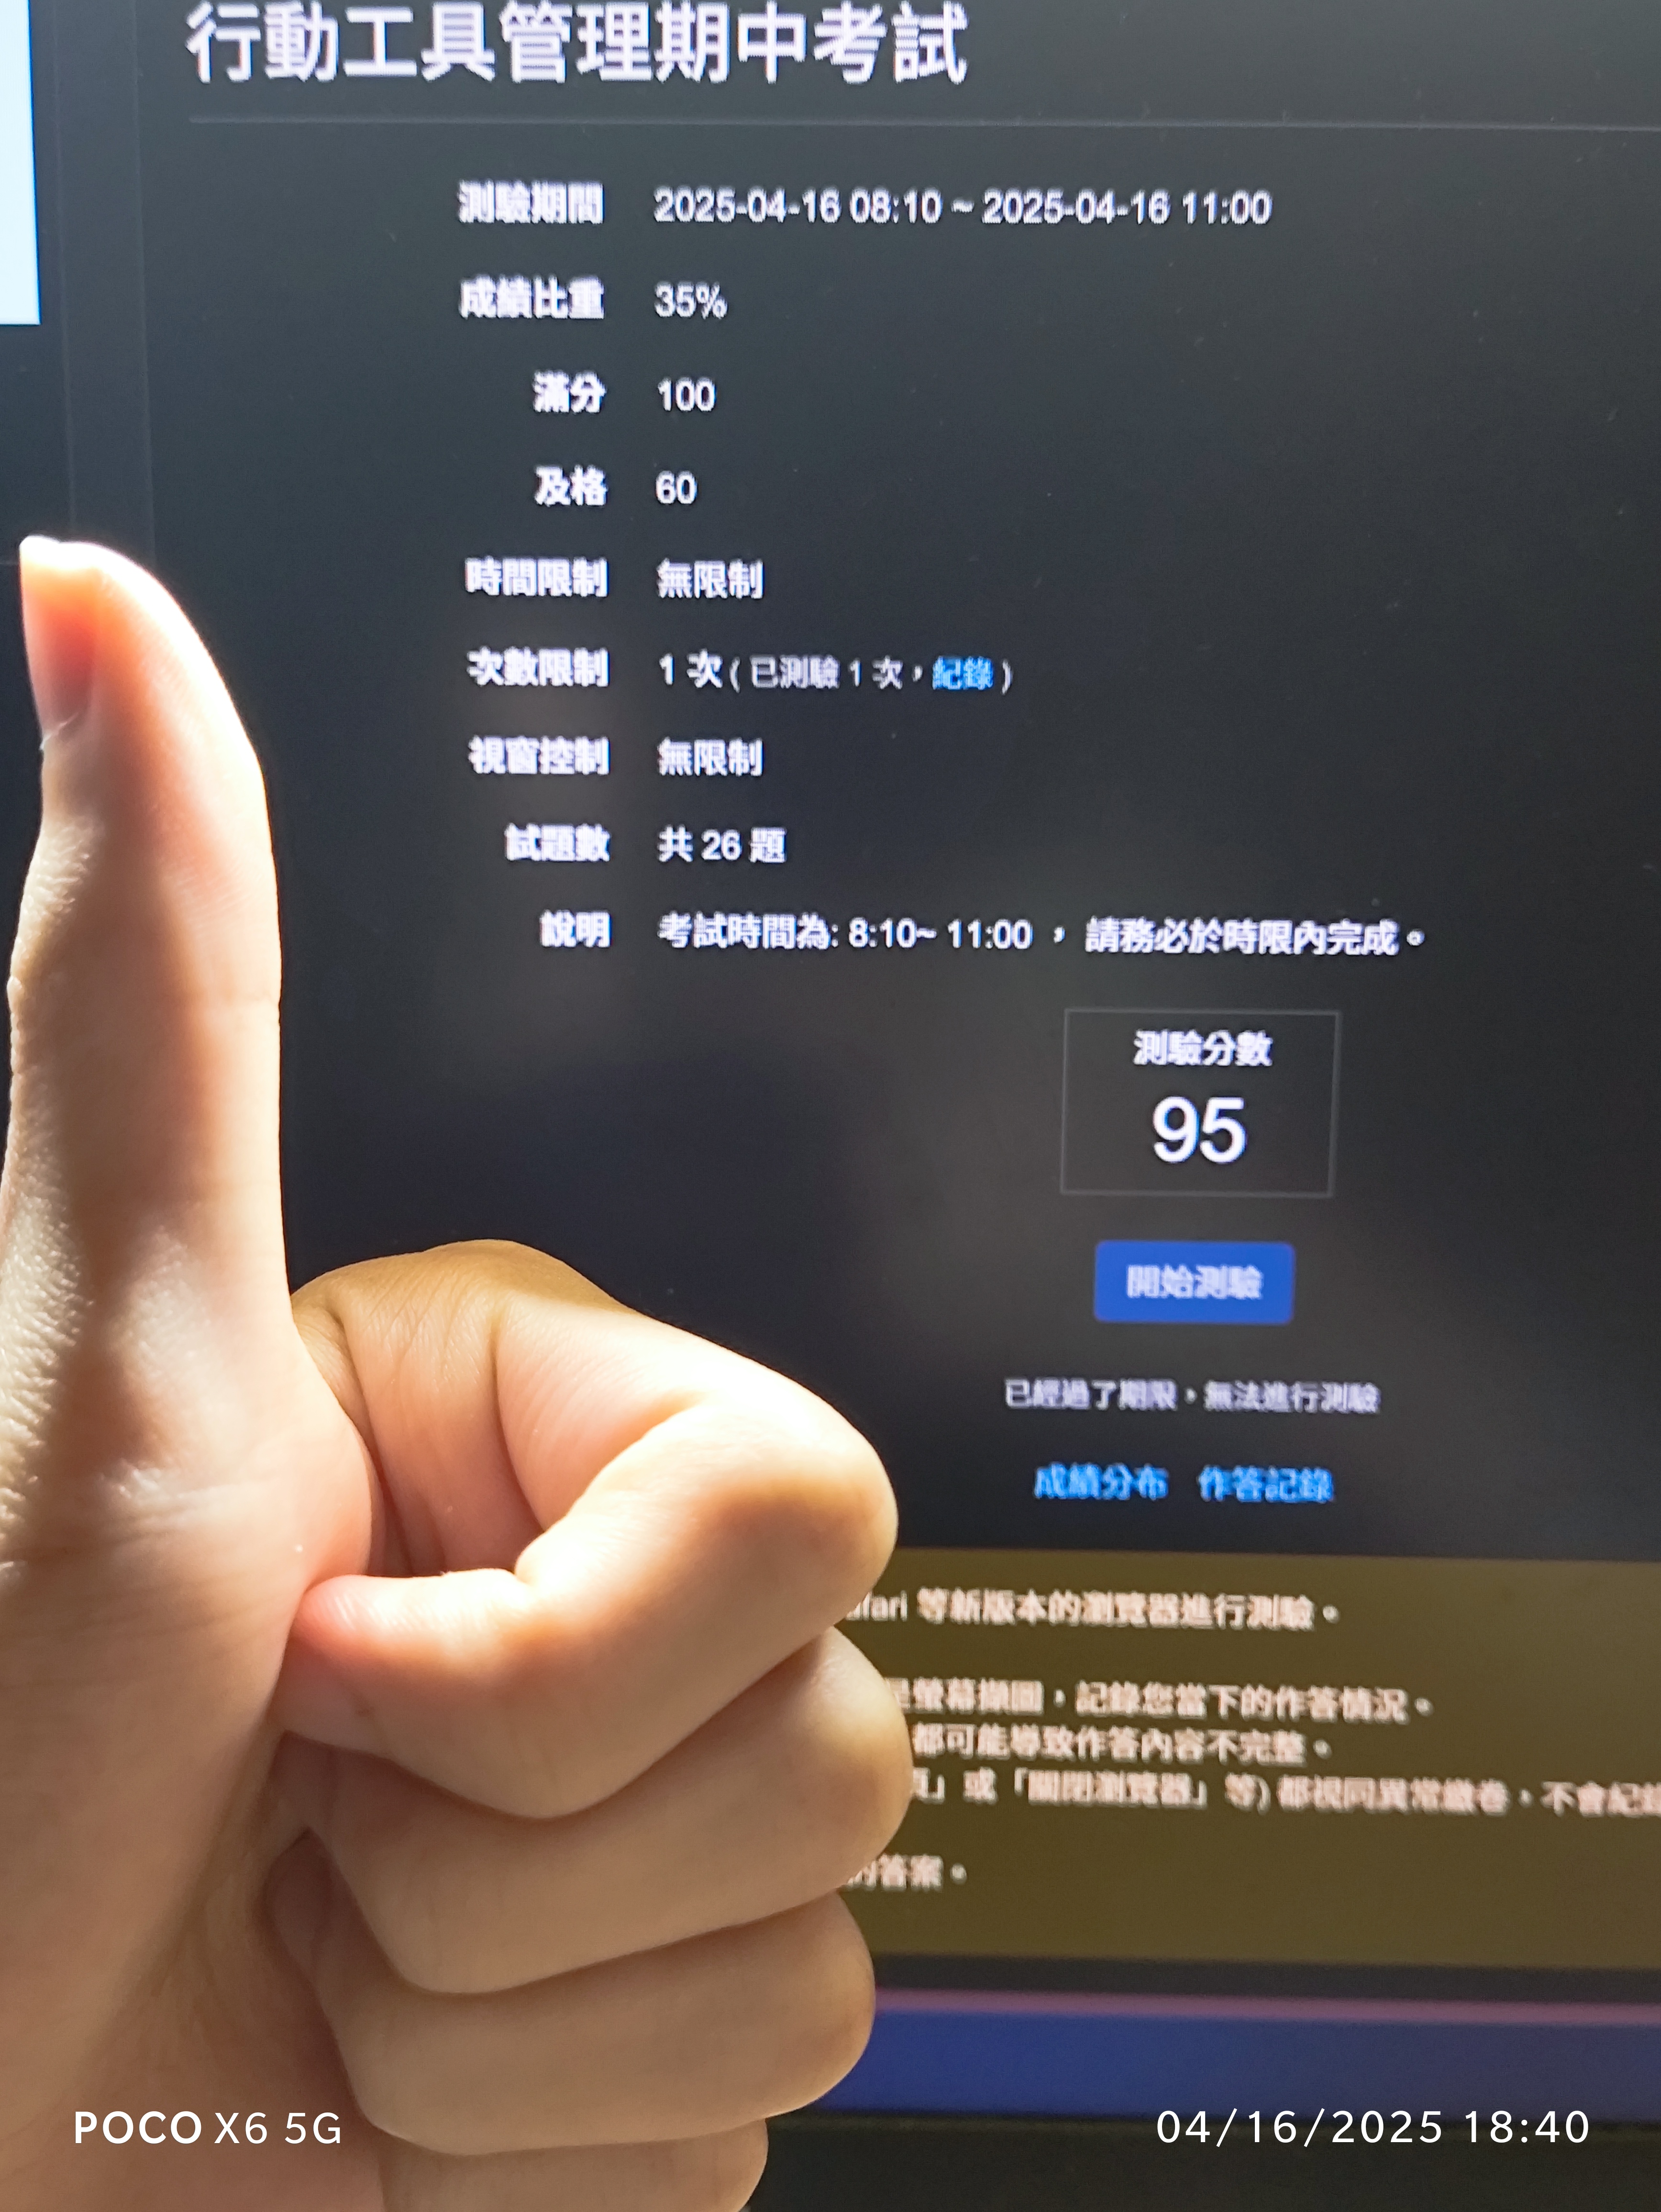 行動工具管理期中考試
測驗期間 2025-04-16 08:10 ~ 2025-04-16 11:00
成績比重 35%
滿分 100
及格 60
時間限制 無限制
次數限制 1 次 ( 已測驗 1 次，紀錄 )
視窗控制 無限制
試題數 共 26 題
說明 考試時間為: 8:10~ 11:00 ， 請務必於時限內完成。
測驗分數
95
開始測驗
已經過了期限，無法進行測驗
成績分布 作答記錄
等新版本的瀏覽器進行測驗。
螢幕擷圖，記錄您當下的作答情況。
都可能導致作答內容不完整。
」或「關閉瀏覽器」等) 都視同異常繳卷，不會紀錄
的答案。
POCO X6 5G
04/16/2025 18:40